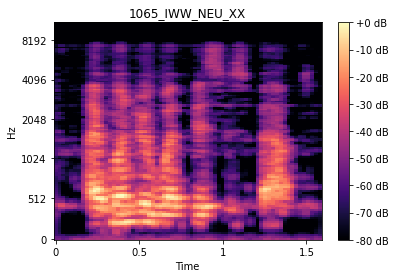 1065_IWW_NEU_XX
+0 dB
8192
-10 dB
4096
-20 dB
-30 dB
2048
Hz
-40 dB
1024
-50 dB
-60 dB
512
-70 dB
0
-80 dB
0
0.5
1
1.5
Time